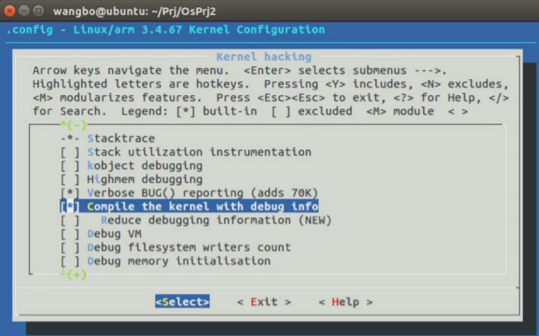 wangbo@ubuntu: ~/Prj/OsPrj2
.config - Linux/arm 3.4.67 Kernel Configuration
Kernel hacking
Arrow keys navigate the menu.  <Enter> selects submenus --->.
Highlighted letters are hotkeys.  Pressing <Y> includes, <N> excludes,
<M> modularizes features.  Press <Esc><Esc> to exit, <?> for Help, </>
for Search.  Legend: [*] built-in  [ ] excluded  <M> module  < >
^(-)
-*- Stacktrace
[ ] Stack utilization instrumentation
[ ] kobject debugging
[ ] Highmem debugging
[*] Verbose BUG() reporting (adds 70K)
[*] Compile the kernel with debug info
[ ]   Reduce debugging information (NEW)
[ ] Debug VM
[ ] Debug filesystem writers count
[ ] Debug memory initialisation
┴(+)
<Select>    < Exit >    < Help >